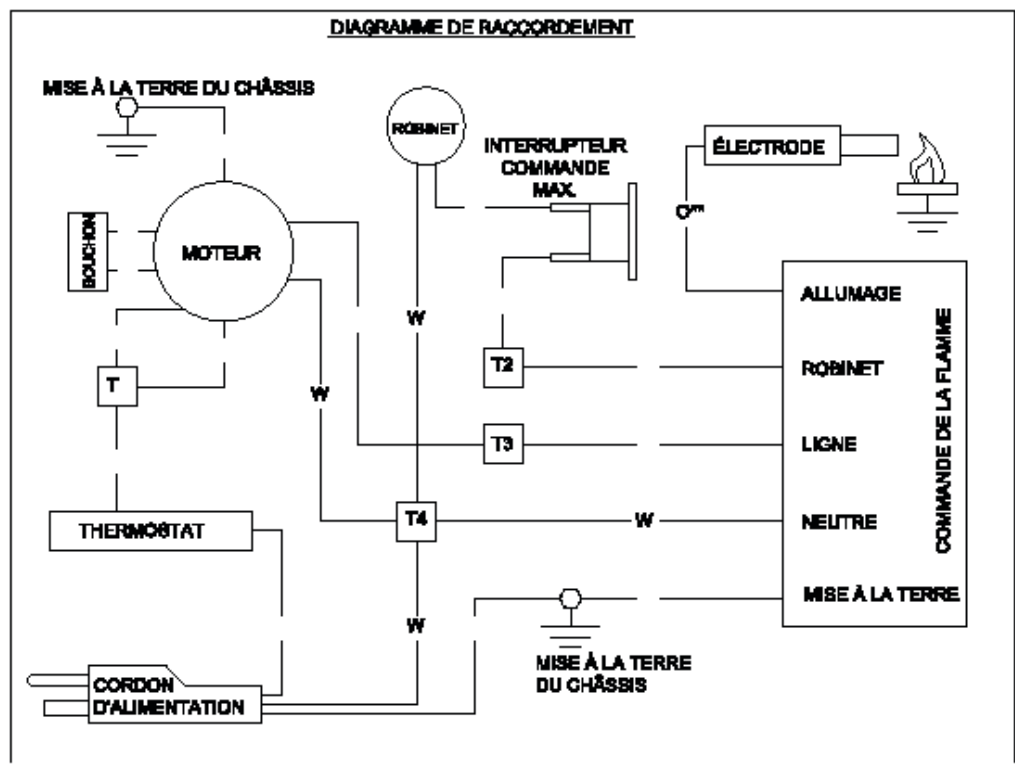 DIAGRAMME DE RACCORDEMENT
MISE À LA TERRE DU CHÂSSIS
ROBINET
INTERRUPTEUR
COMMANDE
MAX.
ÉLECTRODE
BOUCHON
MOTEUR
ALLUMAGE
W
T2
ROBINET
T
W
T3
LIGNE
COMMANDE DE LA FLAMME
THERMOSTAT
T4
W
NEUTRE
MISE À LA TERRE
W
MISE À LA TERRE
DU CHÂSSIS
CORDON
D'ALIMENTATION